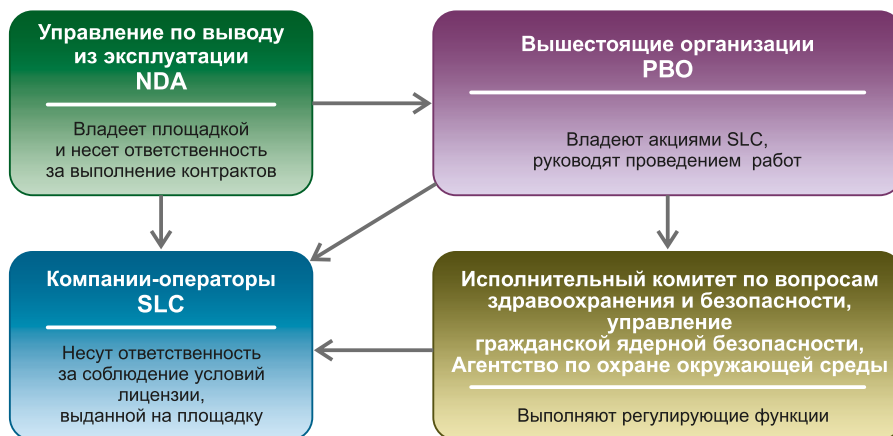 Управление по выводу
из эксплуатации
NDA
Владеет площадкой
и несет ответственность
за выполнение контрактов
Вышестоящие организации
PBO
Владеют акциями SLC,
руководят проведением работ
Компании-операторы
SLC
Несут ответственность
за соблюдение условий
лицензии,
выданной на площадку
Исполнительный комитет по вопросам
здравоохранения и безопасности,
управление
гражданской ядерной безопасности,
Агентство по охране окружающей среды
Выполняют регулирующие функции